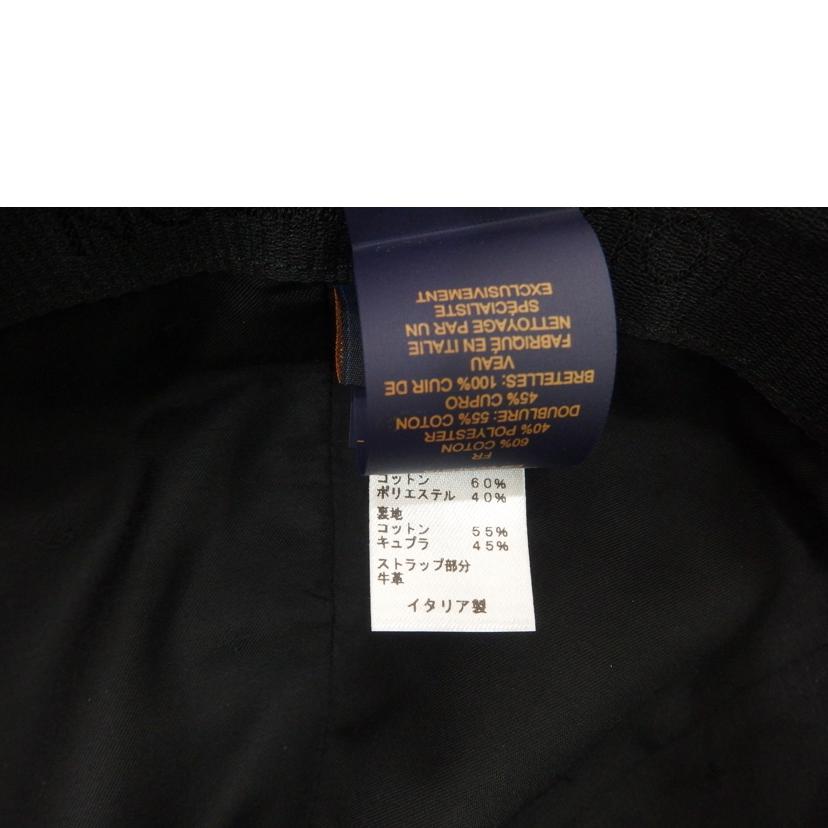 FR
60% COTON
40% POLYESTER
DOUBLURE: 55% COTON
45% CUPRO
BRETELLES: 100% CUIR DE
VEAU
FABRIQUÉ EN ITALIE
NETTOYAGE PAR UN
SPÉCIALISTE
EXCLUSIVEMENT
コットン 60%
ポリエステル 40%
裏地
コットン 55%
キュプラ 45%
ストラップ部分
牛革
イタリア製